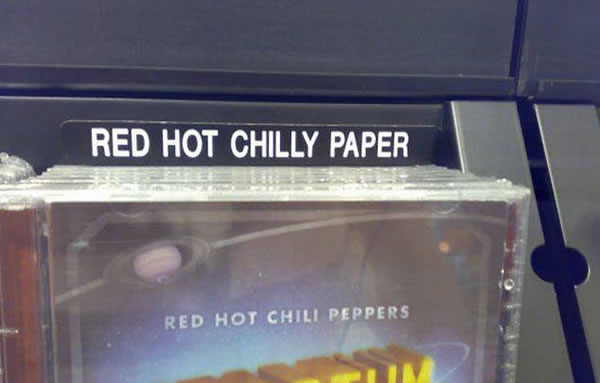 RED HOT CHILLY PAPER
RED HOT CHILI PEPPERS